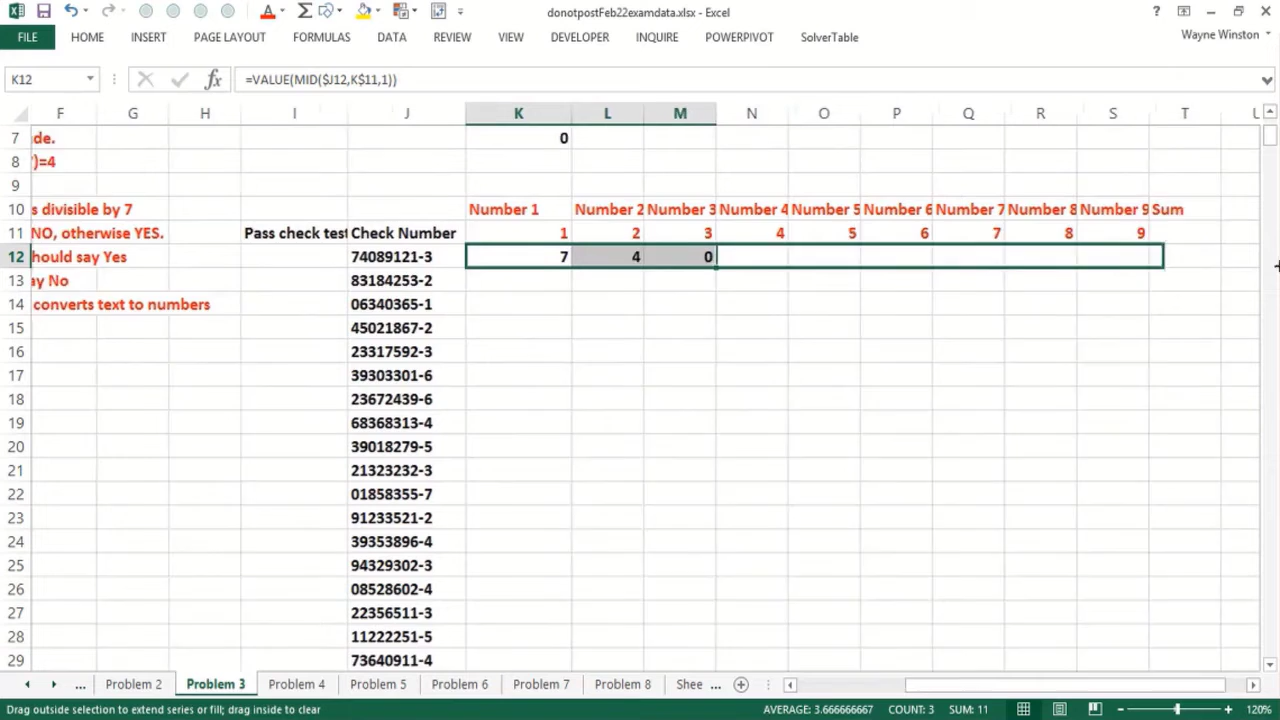 donotpostFeb22examdata.xlsx - Excel
FILE HOME INSERT PAGE LAYOUT FORMULAS DATA REVIEW VIEW DEVELOPER INQUIRE POWERPIVOT SolverTable Wayne Winston
K12 fx =VALUE(MID($J12,K$11,1))
F G H I J K L M N O P Q R S T U
7 de. 0
8 ')=4
9
10 s divisible by 7 Number 1 Number 2 Number 3 Number 4 Number 5 Number 6 Number 7 Number 8 Number 9 Sum
11 NO, otherwise YES. Pass check test Check Number 1 2 3 4 5 6 7 8 9
12 hould say Yes 74089121-3 7 4 0
13 ay No 83184253-2
14 converts text to numbers 06340365-1
15 45021867-2
16 23317592-3
17 39303301-6
18 23672439-6
19 68368313-4
20 39018279-5
21 21323232-3
22 01858355-7
23 91233521-2
24 39353896-4
25 94329302-3
26 08528602-4
27 22356511-3
28 11222251-5
29 73640911-4
... Problem 2 Problem 3 Problem 4 Problem 5 Problem 6 Problem 7 Problem 8 Shee ...
Drag outside selection to extend series or fill; drag inside to clear AVERAGE: 3.666666667 COUNT: 3 SUM: 11 120%